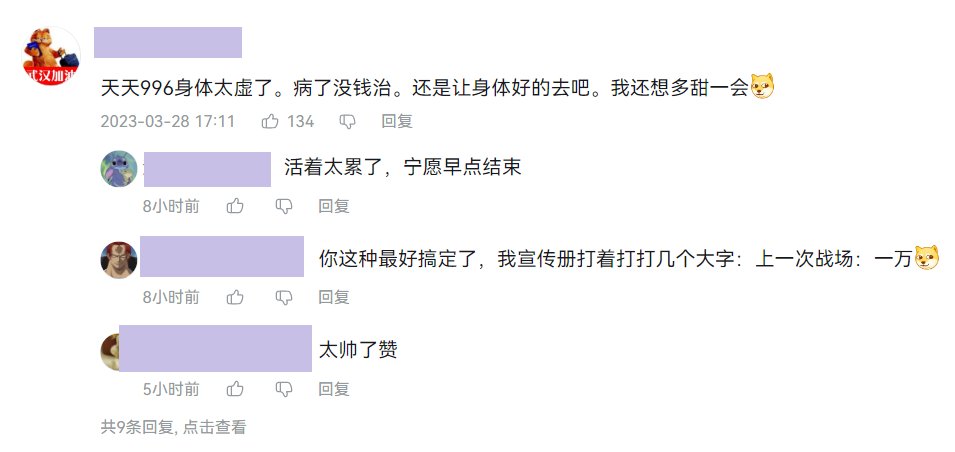 武汉加油
天天996身体太虚了。病了没钱治。还是让身体好的去吧。我还想多甜一会
2023-03-28 17:11 134 回复
活着太累了，宁愿早点结束
8小时前 回复
你这种最好搞定了，我宣传册打着打打几个大字：上一次战场：一万
8小时前 回复
太帅了赞
5小时前 回复
共9条回复, 点击查看